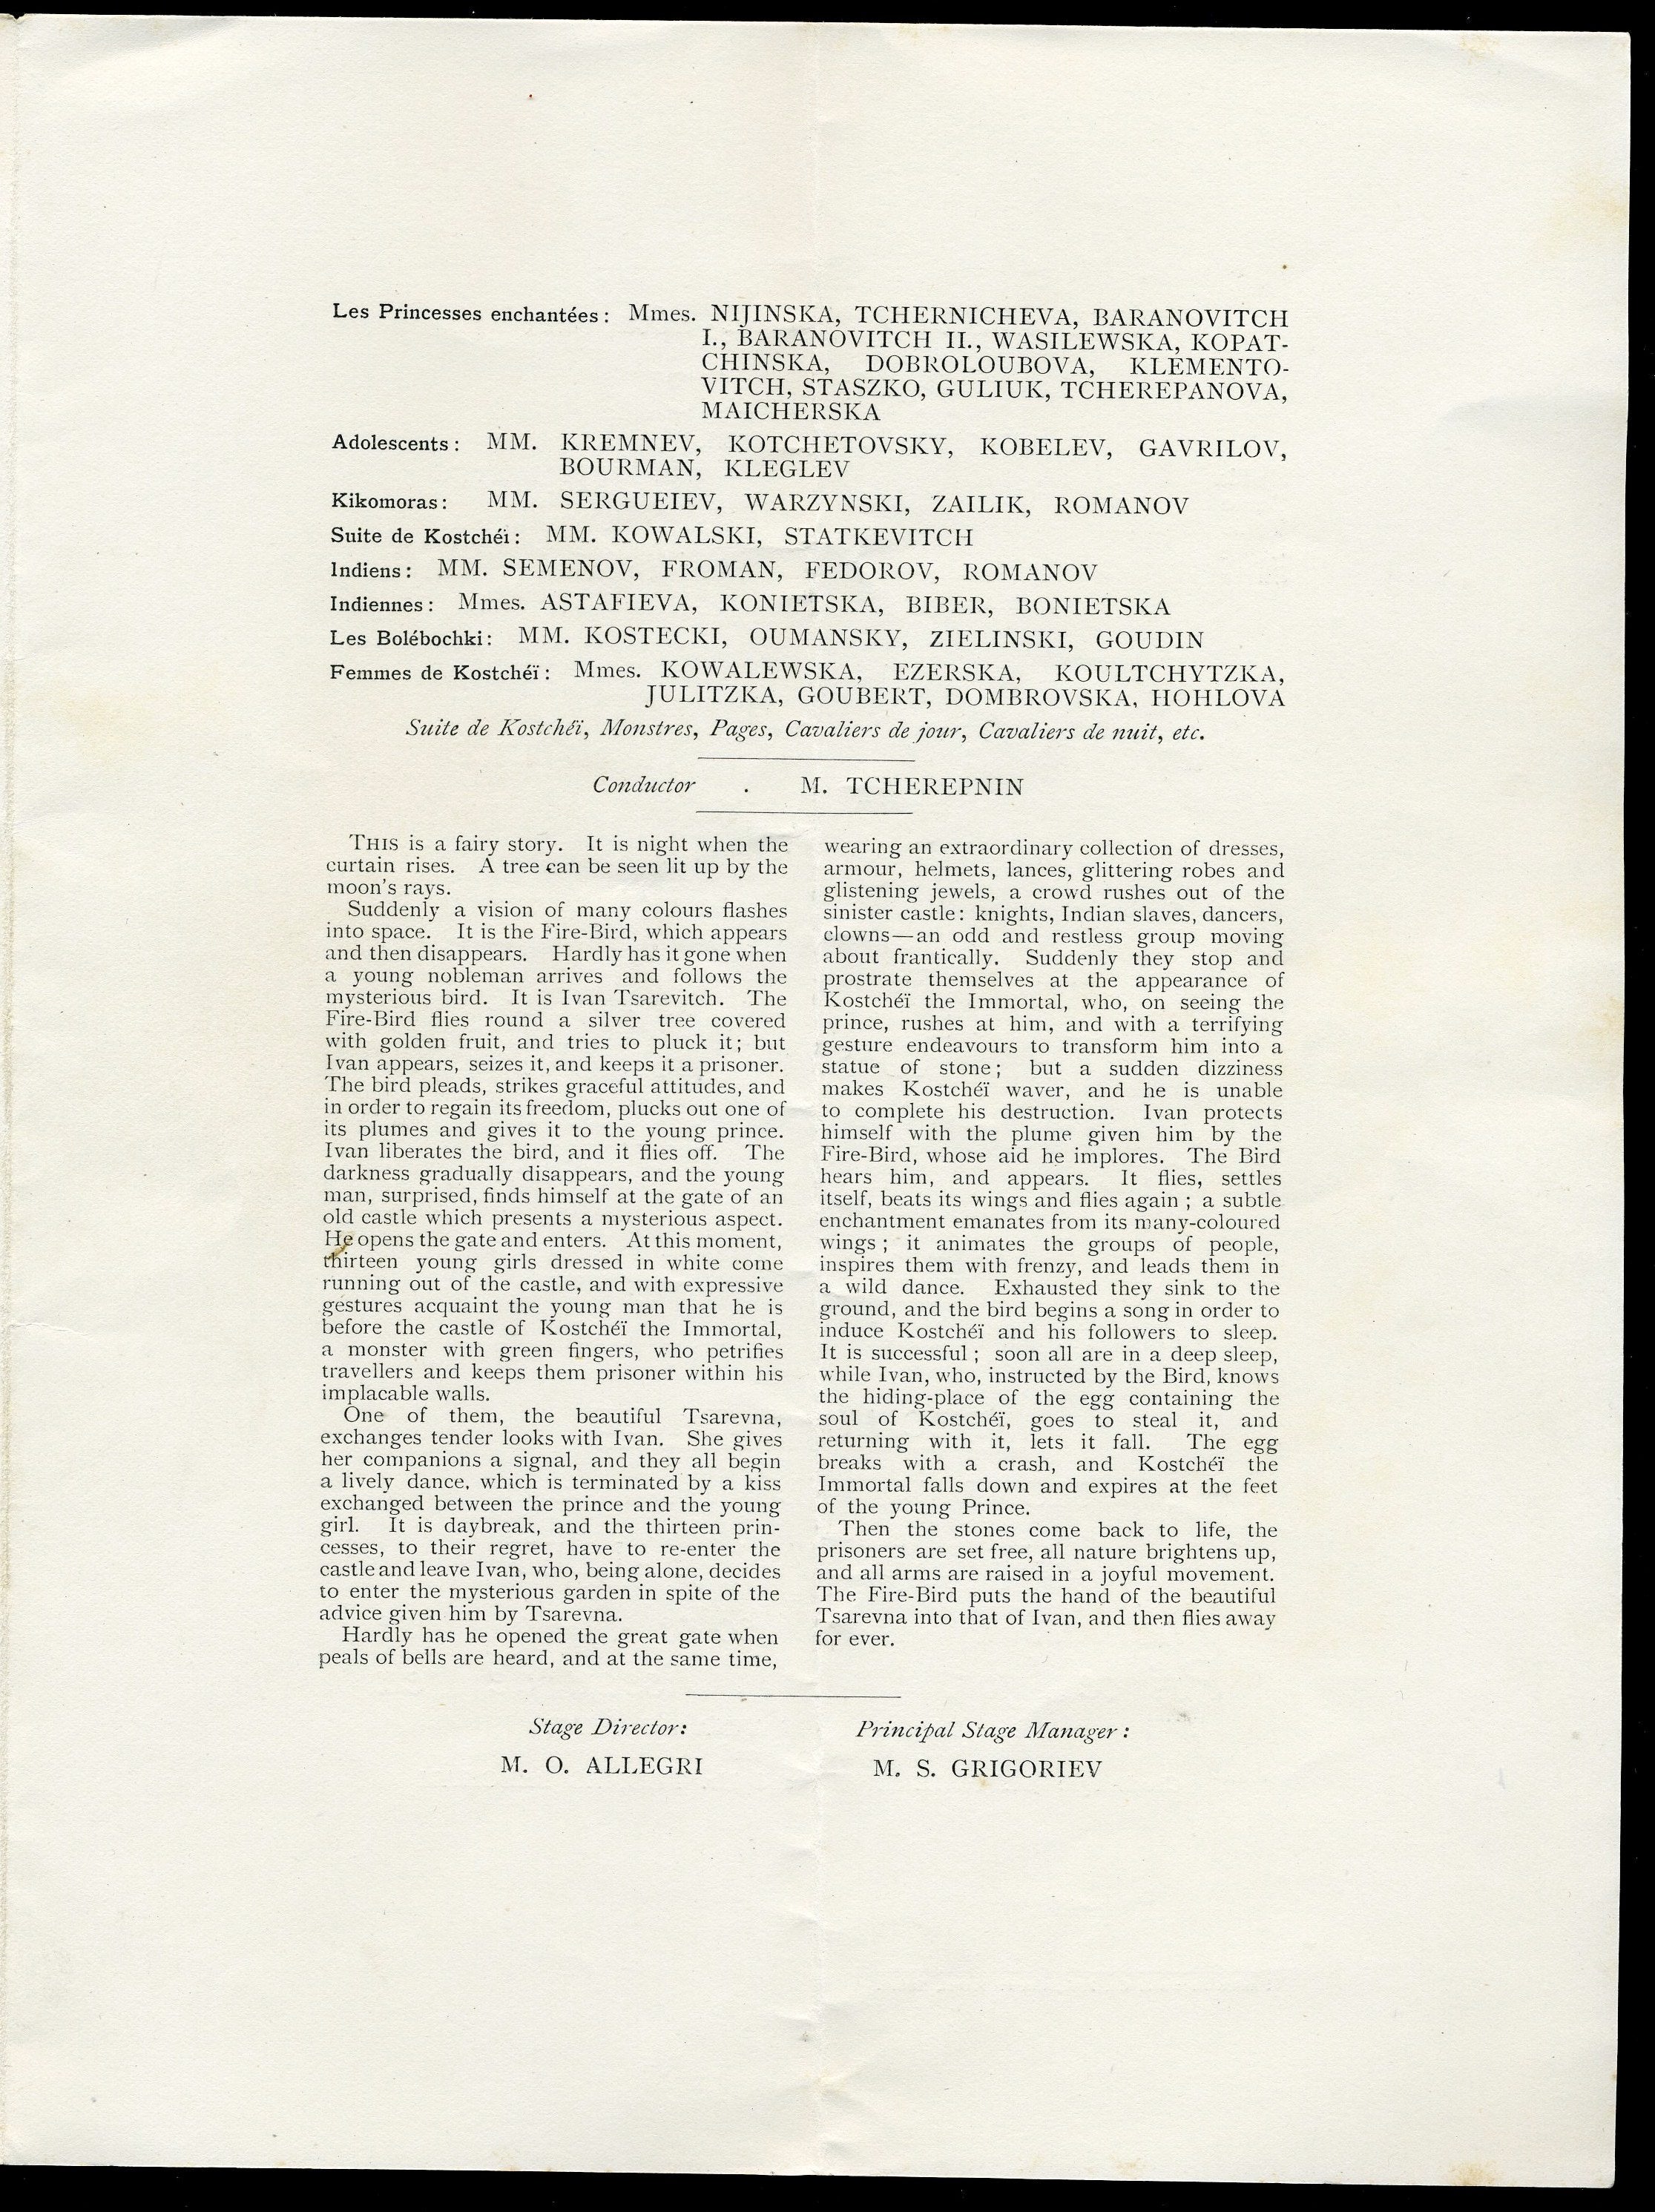 Les Princesses enchantées: Mmes. NIJINSKA, TCHERNICHEVA, BARANOVITCH
I., BARANOVITCH II., WASILEWSKA, KOPAT-
CHINSKA, DOBROLOUBOVA, KLEMENTO-
VITCH, STASZKO, GULIUK, TCHEREPANOVA,
MAICHERSKA
Adolescents: MM. KREMNEV, KOTCHETOVSKY, KOBELEV, GAVRILOV,
BOURMAN, KLEGLEV
Kikomoras: MM. SERGUEIEV, WARZYNSKI, ZAILIK, ROMANOV
Suite de Kostchéï: MM. KOWALSKI, STATKEVITCH
Indiens: MM. SEMENOV, FROMAN, FEDOROV, ROMANOV
Indiennes: Mmes. ASTAFIEVA, KONIETSKA, BIBER, BONIETSKA
Les Bolébochki: MM. KOSTECKI, OUMANSKY, ZIELINSKI, GOUDIN
Femmes de Kostchéï: Mmes. KOWALEWSKA, EZERSKA, KOULTCHYTZKA,
JULITZKA, GOUBERT, DOMBROVSKA, HOHLOVA
Suite de Kostchéï, Monstres, Pages, Cavaliers de jour, Cavaliers de nuit, etc.
Conductor . M. TCHEREPNIN
THIS is a fairy story. It is night when the
curtain rises. A tree can be seen lit up by the
moon's rays.
Suddenly a vision of many colours flashes
into space. It is the Fire-Bird, which appears
and then disappears. Hardly has it gone when
a young nobleman arrives and follows the
mysterious bird. It is Ivan Tsarevitch. The
Fire-Bird flies round a silver tree covered
with golden fruit, and tries to pluck it; but
Ivan appears, seizes it, and keeps it a prisoner.
The bird pleads, strikes graceful attitudes, and
in order to regain its freedom, plucks out one of
its plumes and gives it to the young prince.
Ivan liberates the bird, and it flies off. The
darkness gradually disappears, and the young
man, surprised, finds himself at the gate of an
old castle which presents a mysterious aspect.
He opens the gate and enters. At this moment,
thirteen young girls dressed in white come
running out of the castle, and with expressive
gestures acquaint the young man that he is
before the castle of Kostchéï the Immortal,
a monster with green fingers, who petrifies
travellers and keeps them prisoner within his
implacable walls.
One of them, the beautiful Tsarevna,
exchanges tender looks with Ivan. She gives
her companions a signal, and they all begin
a lively dance, which is terminated by a kiss
exchanged between the prince and the young
girl. It is daybreak, and the thirteen prin-
cesses, to their regret, have to re-enter the
castle and leave Ivan, who, being alone, decides
to enter the mysterious garden in spite of the
advice given him by Tsarevna.
Hardly has he opened the great gate when
peals of bells are heard, and at the same time,
wearing an extraordinary collection of dresses,
armour, helmets, lances, glittering robes and
glistening jewels, a crowd rushes out of the
sinister castle: knights, Indian slaves, dancers,
clowns—an odd and restless group moving
about frantically. Suddenly they stop and
prostrate themselves at the appearance of
Kostchéï the Immortal, who, on seeing the
prince, rushes at him, and with a terrifying
gesture endeavours to transform him into a
statue of stone; but a sudden dizziness
makes Kostchéï waver, and he is unable
to complete his destruction. Ivan protects
himself with the plume given him by the
Fire-Bird, whose aid he implores. The Bird
hears him, and appears. It flies, settles
itself, beats its wings and flies again; a subtle
enchantment emanates from its many-coloured
wings; it animates the groups of people,
inspires them with frenzy, and leads them in
a wild dance. Exhausted they sink to the
ground, and the bird begins a song in order to
induce Kostchéï and his followers to sleep.
It is successful; soon all are in a deep sleep,
while Ivan, who, instructed by the Bird, knows
the hiding-place of the egg containing the
soul of Kostchéï, goes to steal it, and
returning with it, lets it fall. The egg
breaks with a crash, and Kostchéï the
Immortal falls down and expires at the feet
of the young Prince.
Then the stones come back to life, the
prisoners are set free, all nature brightens up,
and all arms are raised in a joyful movement.
The Fire-Bird puts the hand of the beautiful
Tsarevna into that of Ivan, and then flies away
for ever.
Stage Director: Principal Stage Manager:
M. O. ALLEGRI M. S. GRIGORIEV